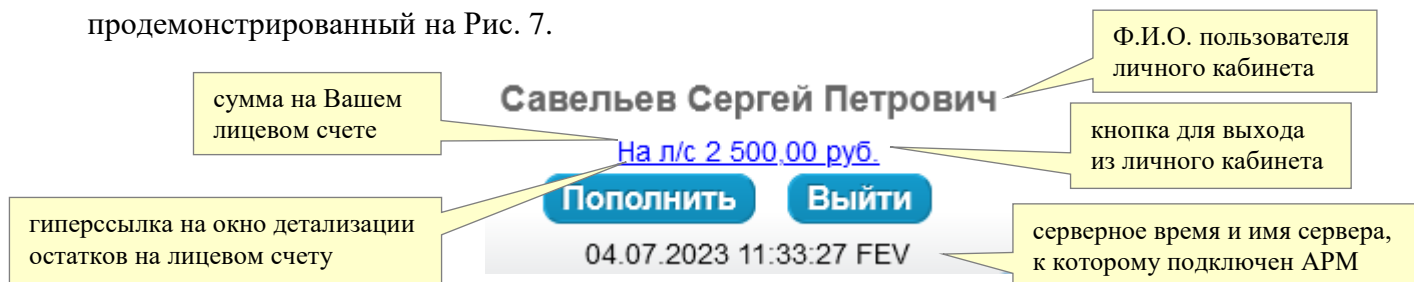 продемонстрированный на Рис. 7.
Ф.И.О. пользователя
личного кабинета
сумма на Вашем
лицевом счете
Савельев Сергей Петрович
На л/с 2 500,00 руб.
кнопка для выхода
из личного кабинета
Пополнить Выйти
гиперссылка на окно детализации
остатков на лицевом счету
04.07.2023 11:33:27 FEV
серверное время и имя сервера,
к которому подключен АРМ